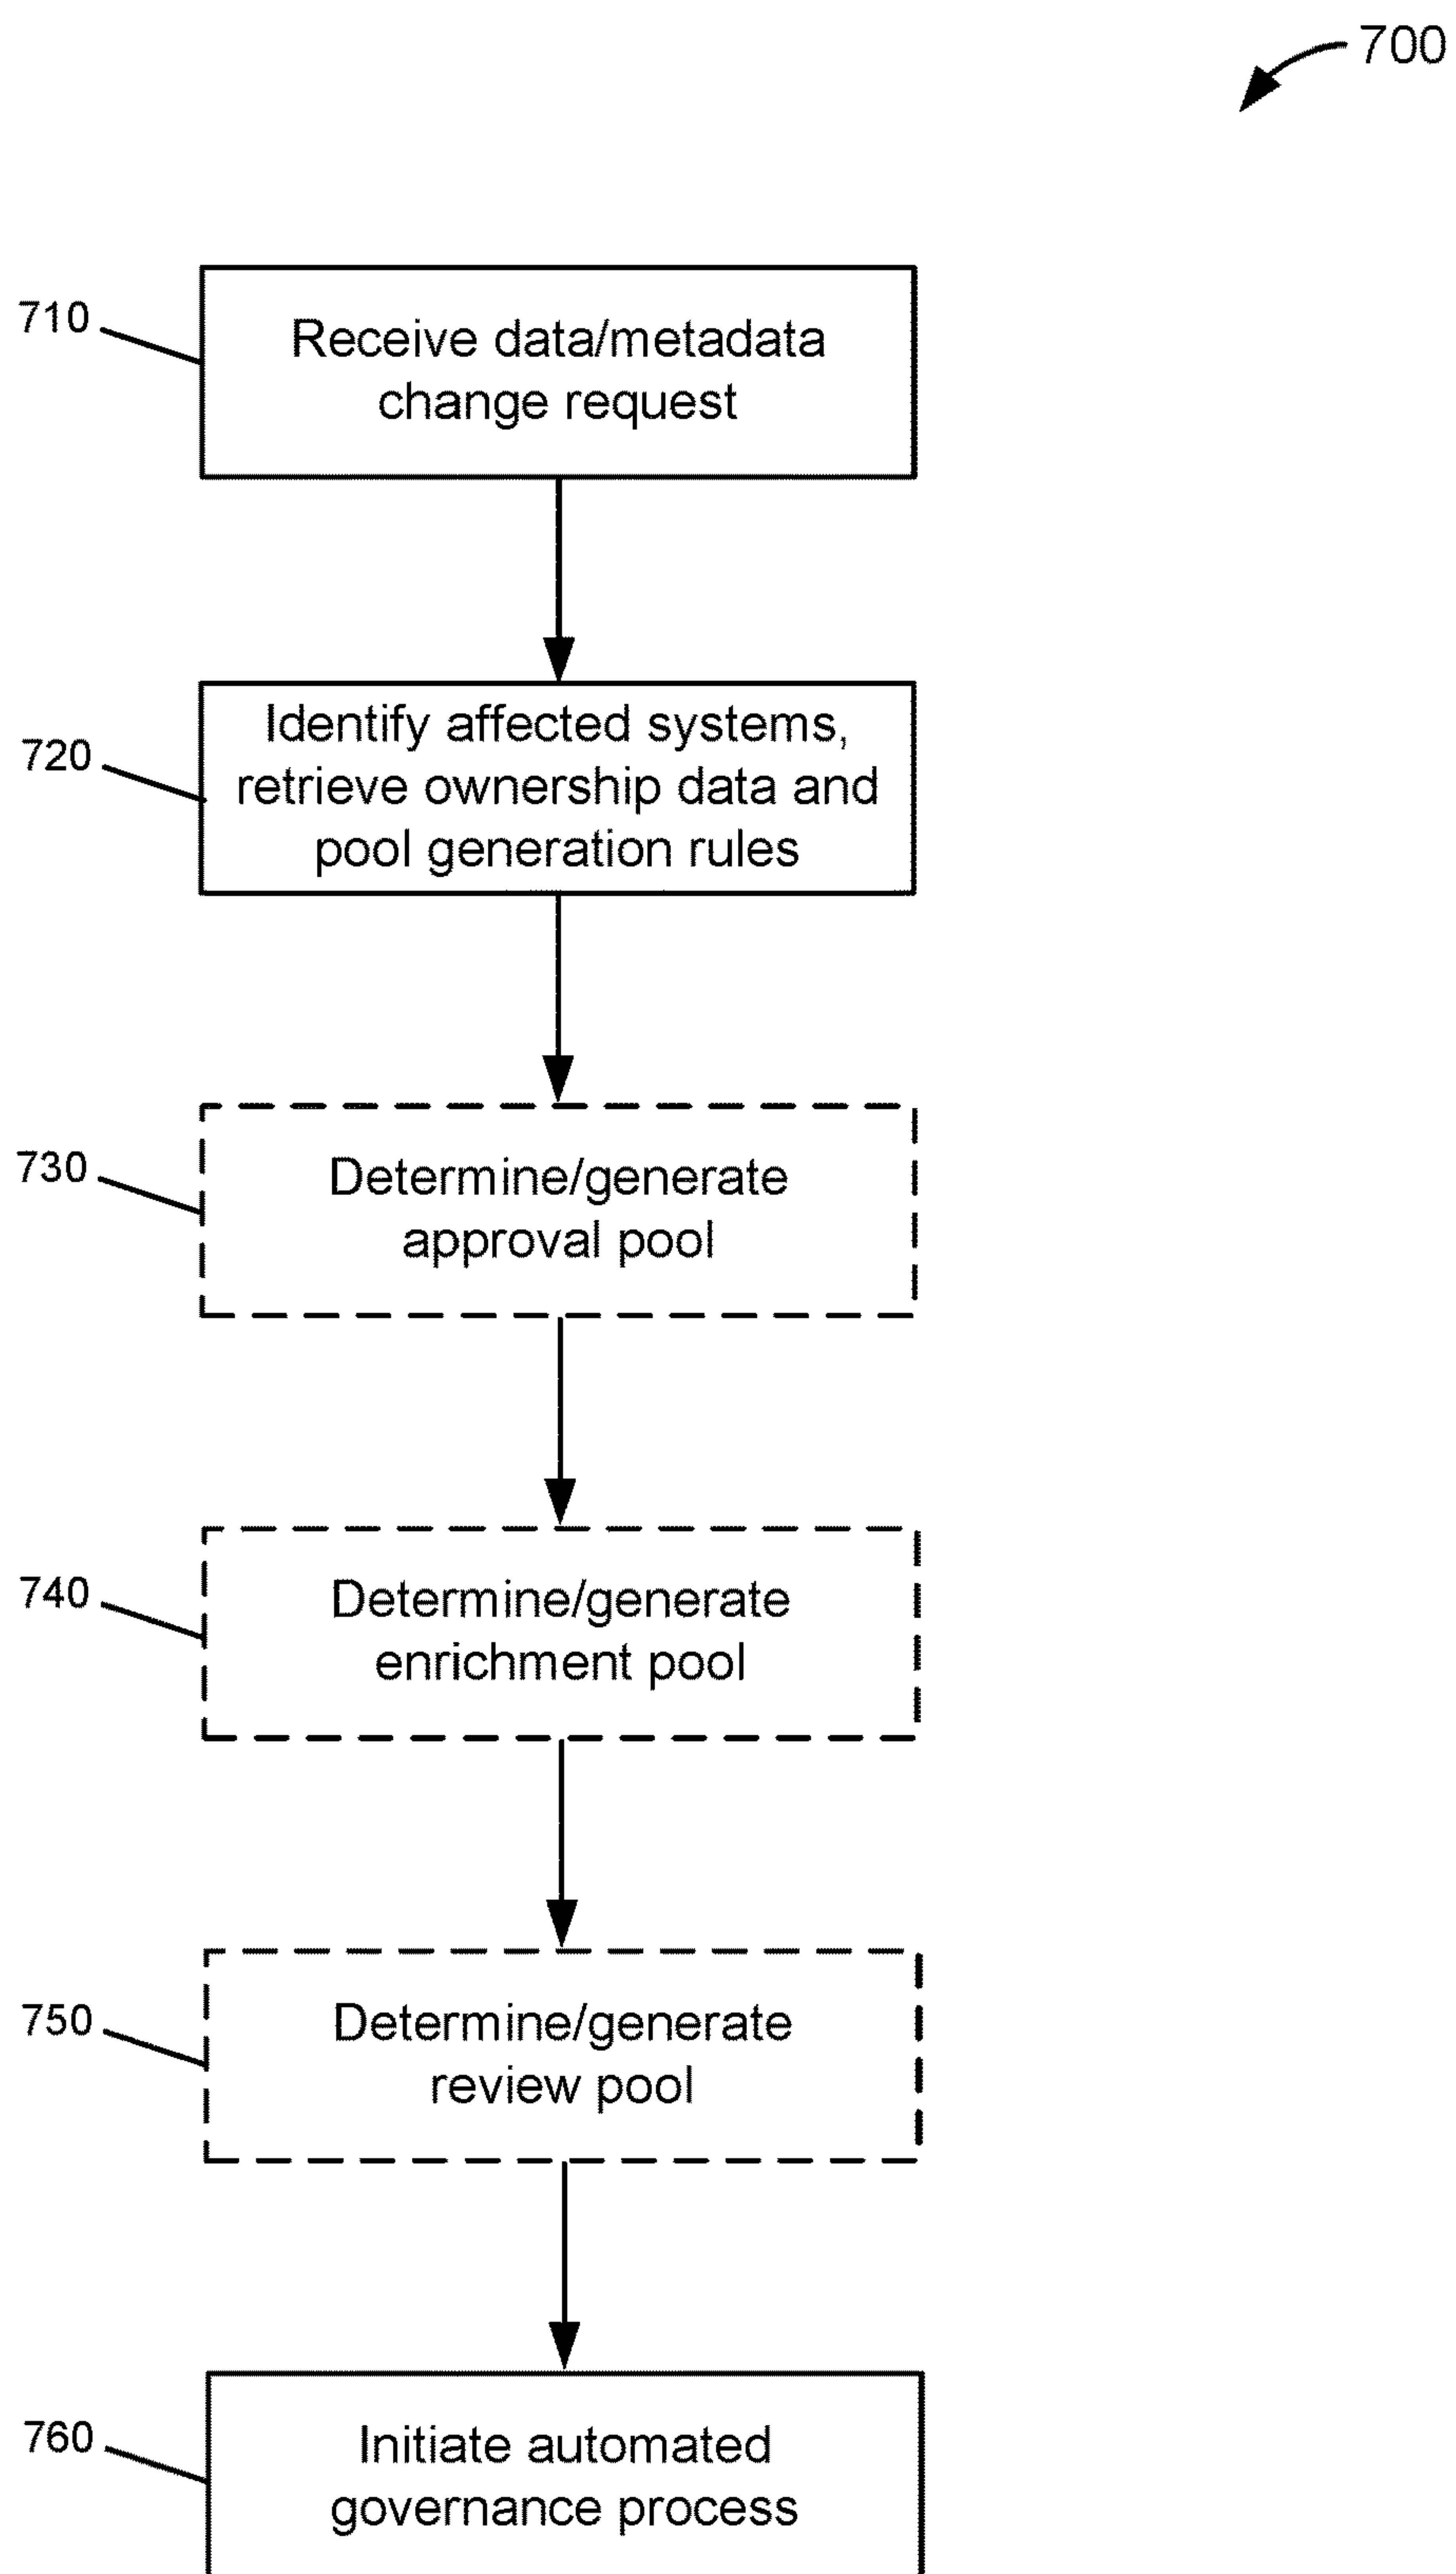 700
710
Receive data/metadata
change request
720
Identify affected systems,
retrieve ownership data and
pool generation rules
730
Determine/generate
approval pool
740
Determine/generate
enrichment pool
750
Determine/generate
review pool
760
Initiate automated
governance process